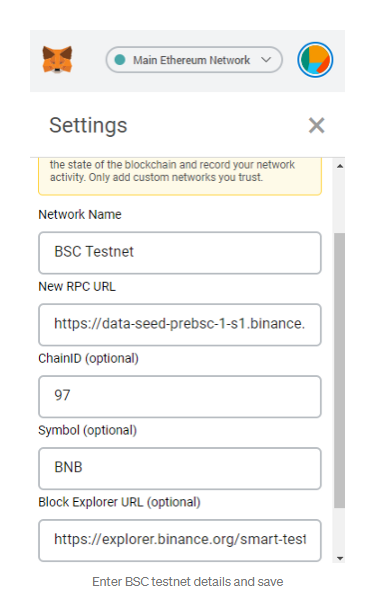 Main Ethereum Network
Settings
the state of the blockchain and record your network
activity. Only add custom networks you trust.
Network Name
BSC Testnet
New RPC URL
https://data-seed-prebsc-1-s1.binance.
ChainID (optional)
97
Symbol (optional)
BNB
Block Explorer URL (optional)
https://explorer.binance.org/smart-test
Enter BSC testnet details and save